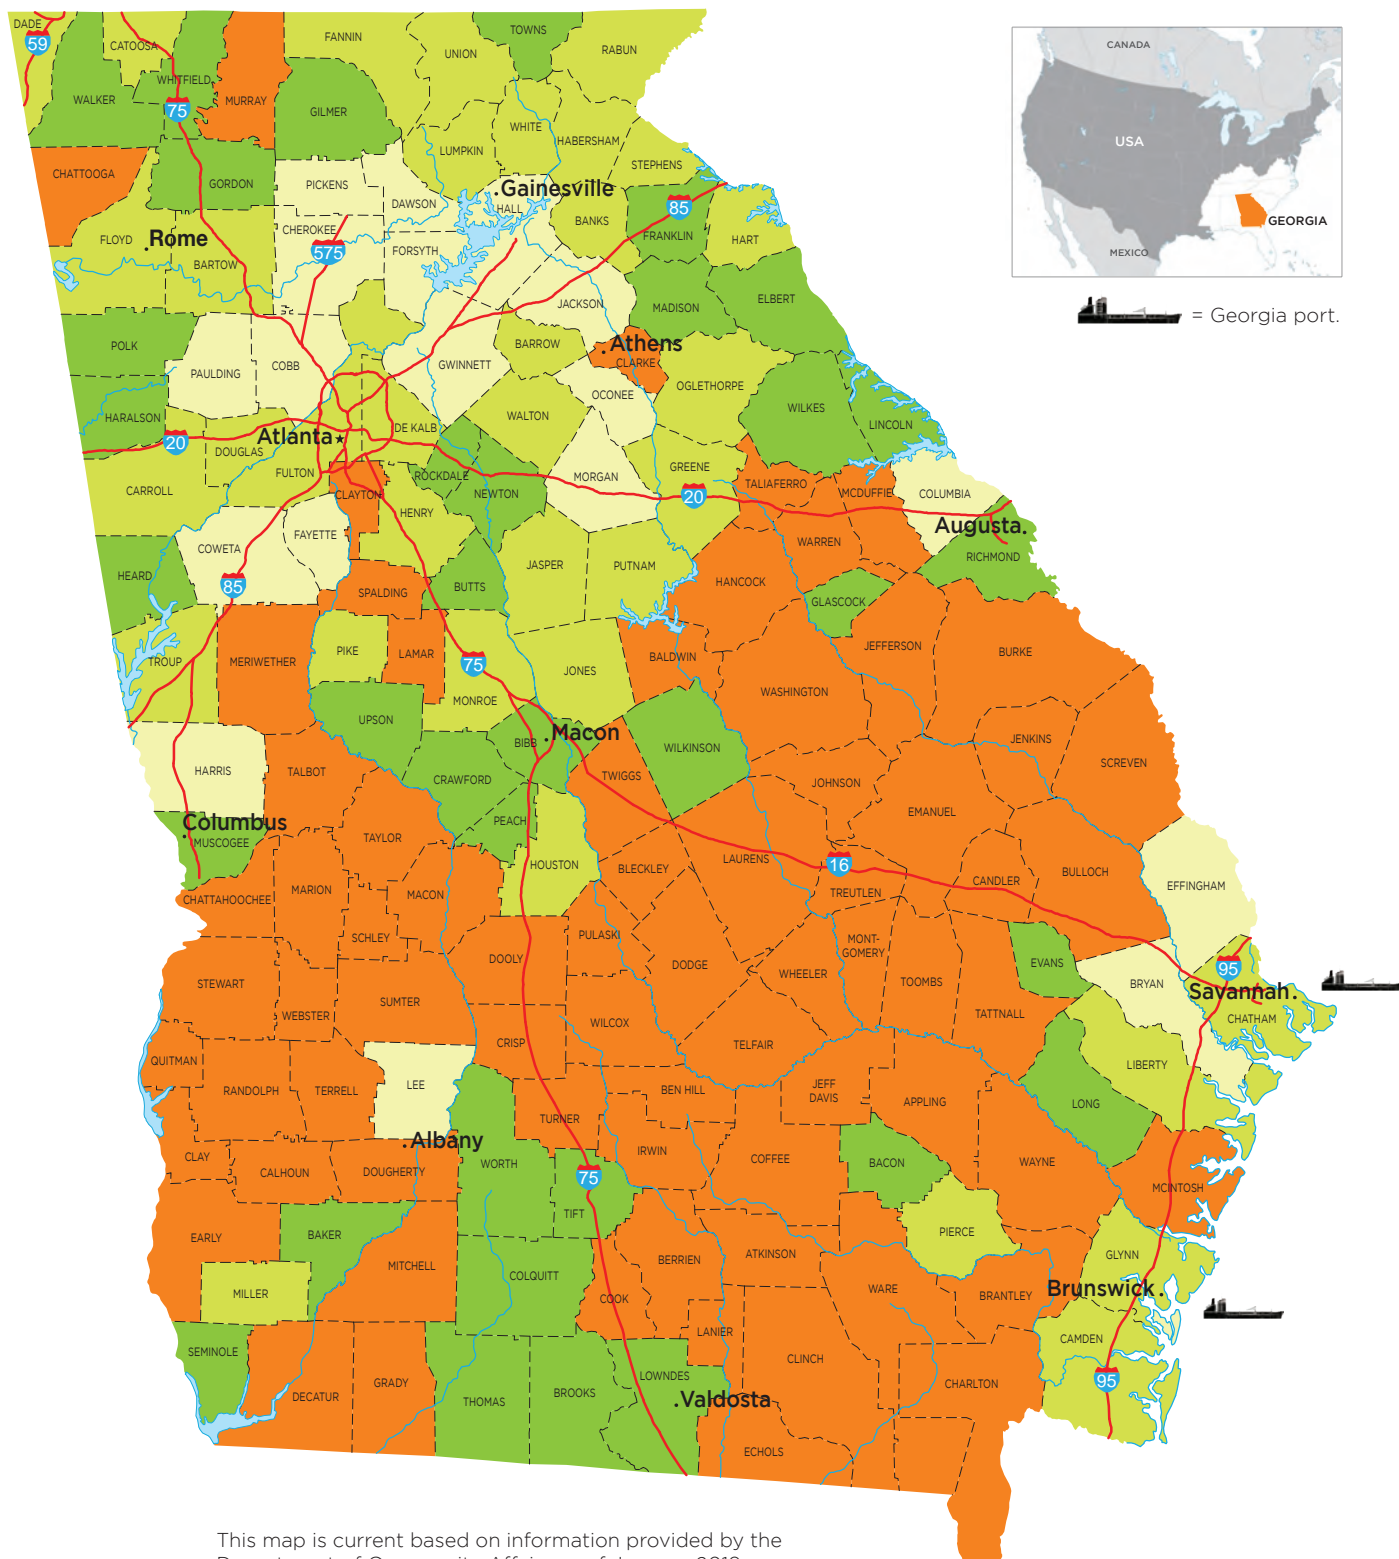 DADE
59
CATOOSA
FANNIN
UNION
TOWNS
RABUN
WALKER
WHITFIELD
75
MURRAY
GILMER
LUMPKIN
WHITE
HABERSHAM
STEPHENS
CHATTOOGA
GORDON
PICKENS
DAWSON
Gainesville
HALL
BANKS
85
FRANKLIN
HART
FLOYD
Rome
BARTOW
CHEROKEE
575
FORSYTH
JACKSON
MADISON
ELBERT
POLK
PAULDING
COBB
GWINNETT
BARROW
Athens
CLARKE
OCONEE
OGLETHORPE
WILKES
LINCOLN
HARALSON
20
DOUGLAS
Atlanta
DE KALB
WALTON
FULTON
CARROLL
CLAYTON
ROCKDALE
NEWTON
HENRY
MORGAN
GREENE
20
TALIAFERRO
MCDUFFIE
COLUMBIA
Augusta
RICHMOND
WARREN
COWETA
FAYETTE
HEARD
85
SPALDING
BUTTS
JASPER
PUTNAM
HANCOCK
GLASCOCK
JEFFERSON
BURKE
TROUP
MERIWETHER
PIKE
LAMAR
75
MONROE
JONES
BALDWIN
WASHINGTON
UPSON
BIBB
Macon
WILKINSON
JENKINS
SCREVEN
HARRIS
TALBOT
CRAWFORD
TWIGGS
JOHNSON
EMANUEL
Columbus
MUSCOGEE
TAYLOR
PEACH
HOUSTON
BLECKLEY
LAURENS
16
TREUTLEN
CANDLER
BULLOCH
EFFINGHAM
CHATTAHOOCHEE
MARION
MACON
SCHLEY
DOOLY
PULASKI
DODGE
WHEELER
MONT-
GOMERY
TOOMBS
EVANS
BRYAN
95
Savannah
CHATHAM
STEWART
WEBSTER
SUMTER
CRISP
WILCOX
TELFAIR
TATTNALL
LIBERTY
QUITMAN
RANDOLPH
TERRELL
LEE
TURNER
BEN HILL
JEFF
DAVIS
APPLING
LONG
Albany
CLAY
CALHOUN
DOUGHERTY
WORTH
75
IRWIN
COFFEE
BACON
WAYNE
MCINTOSH
TIFT
EARLY
BAKER
MITCHELL
COLQUITT
BERRIEN
ATKINSON
PIERCE
GLYNN
MILLER
COOK
WARE
BRANTLEY
Brunswick
LANIER
CAMDEN
SEMINOLE
CLINCH
95
DECATUR
GRADY
THOMAS
BROOKS
LOWNDES
Valdosta
CHARLTON
ECHOLS
CANADA
USA
MEXICO
GEORGIA
= Georgia port.
This map is current based on information provided by the